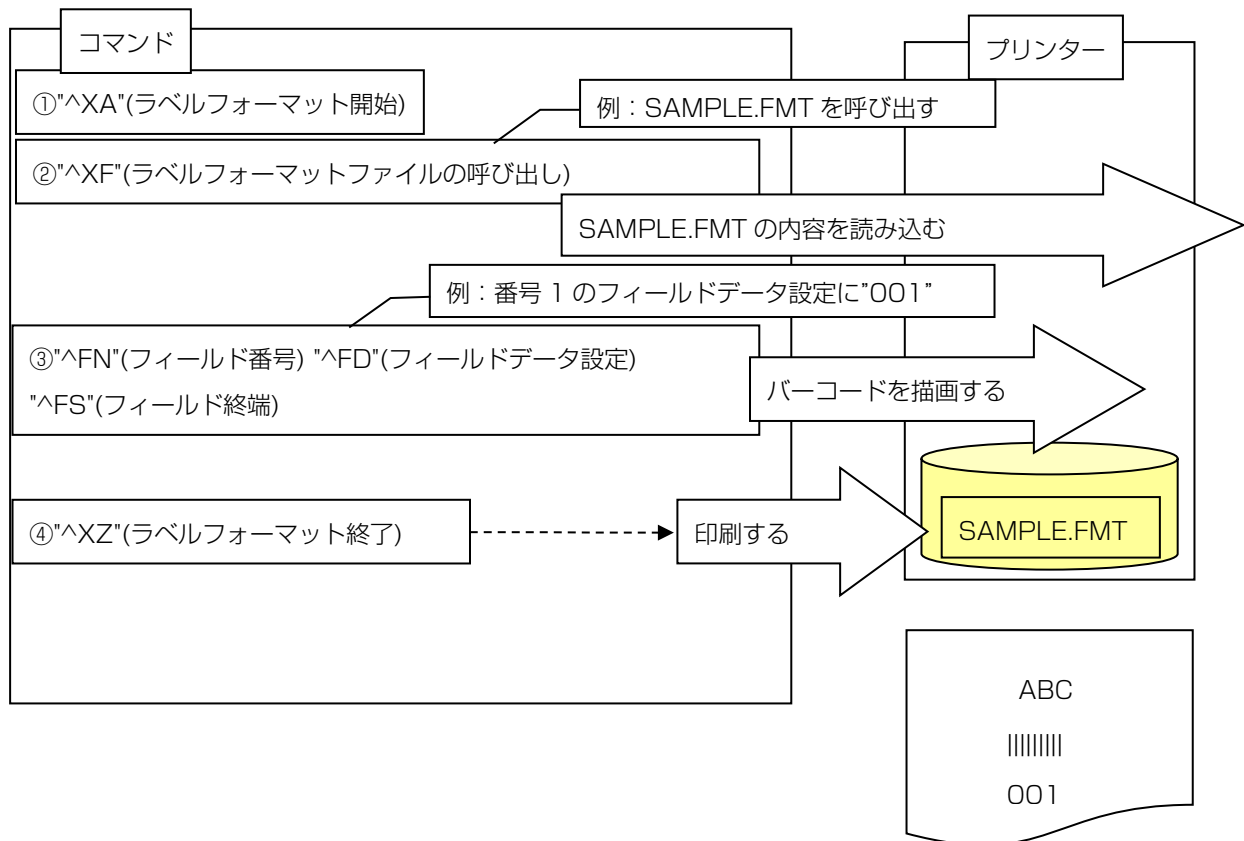 コマンド
プリンター
①"^XA"(ラベルフォーマット開始)
例：SAMPLE.FMT を呼び出す
②"^XF"(ラベルフォーマットファイルの呼び出し)
SAMPLE.FMT の内容を読み込む
例：番号 1 のフィールドデータ設定に"001"
③"^FN"(フィールド番号) "^FD"(フィールドデータ設定)
"^FS"(フィールド終端)
バーコードを描画する
④"^XZ"(ラベルフォーマット終了)
印刷する
SAMPLE.FMT
ABC
|||||||||
001